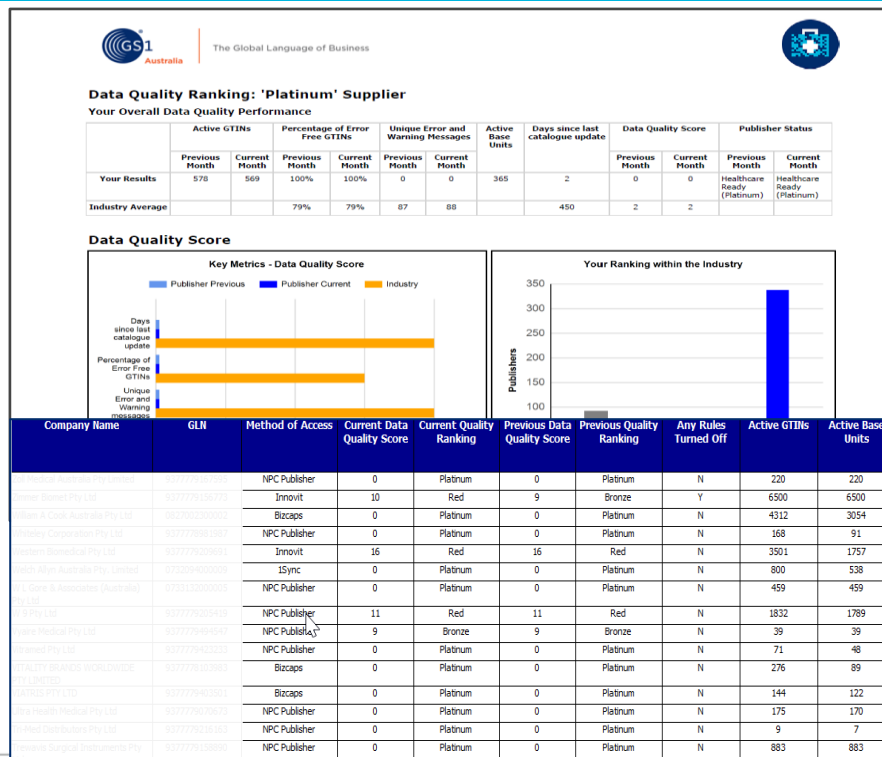 GS1
Australia
The Global Language of Business
Data Quality Ranking: 'Platinum' Supplier
Your Overall Data Quality Performance
Active GTINs Percentage of Error Free GTINs Unique Error and Warning Messages Active Base Units Days since last catalogue update Data Quality Score Publisher Status
Previous Month Current Month Previous Month Current Month Previous Month Current Month Previous Month Current Month Previous Month Current Month
Your Results 578 569 100% 100% 0 0 365 2 0 0 Healthcare Ready (Platinum) Healthcare Ready (Platinum)
Industry Average 79% 79% 87 88 450 2 2
Data Quality Score
Key Metrics - Data Quality Score
Publisher Previous Publisher Current Industry
Days
since last
catalogue
update
Percentage of
Error Free
GTINs
Unique
Error and
Warning
messages
Your Ranking within the Industry
Publishers
350
300
250
200
150
100
Company Name GLN Method of Access Current Data Quality Score Current Quality Ranking Previous Data Quality Score Previous Quality Ranking Any Rules Turned Off Active GTINs Active Base Units
NPC Publisher 0 Platinum 0 Platinum N 220 220
Innovit 10 Red 9 Bronze Y 6500 6500
Bizcaps 0 Platinum 0 Platinum N 4312 3054
NPC Publisher 0 Platinum 0 Platinum N 168 91
Innovit 16 Red 16 Red N 3501 1757
1Sync 0 Platinum 0 Platinum N 800 538
NPC Publisher 0 Platinum 0 Platinum N 459 459
NPC Publisher 11 Red 11 Red N 1832 1789
NPC Publisher 9 Bronze 9 Bronze N 39 39
NPC Publisher 0 Platinum 0 Platinum N 71 48
Bizcaps 0 Platinum 0 Platinum N 276 89
Bizcaps 0 Platinum 0 Platinum N 144 122
NPC Publisher 0 Platinum 0 Platinum N 175 170
NPC Publisher 0 Platinum 0 Platinum N 9 7
NPC Publisher 0 Platinum 0 Platinum N 883 883